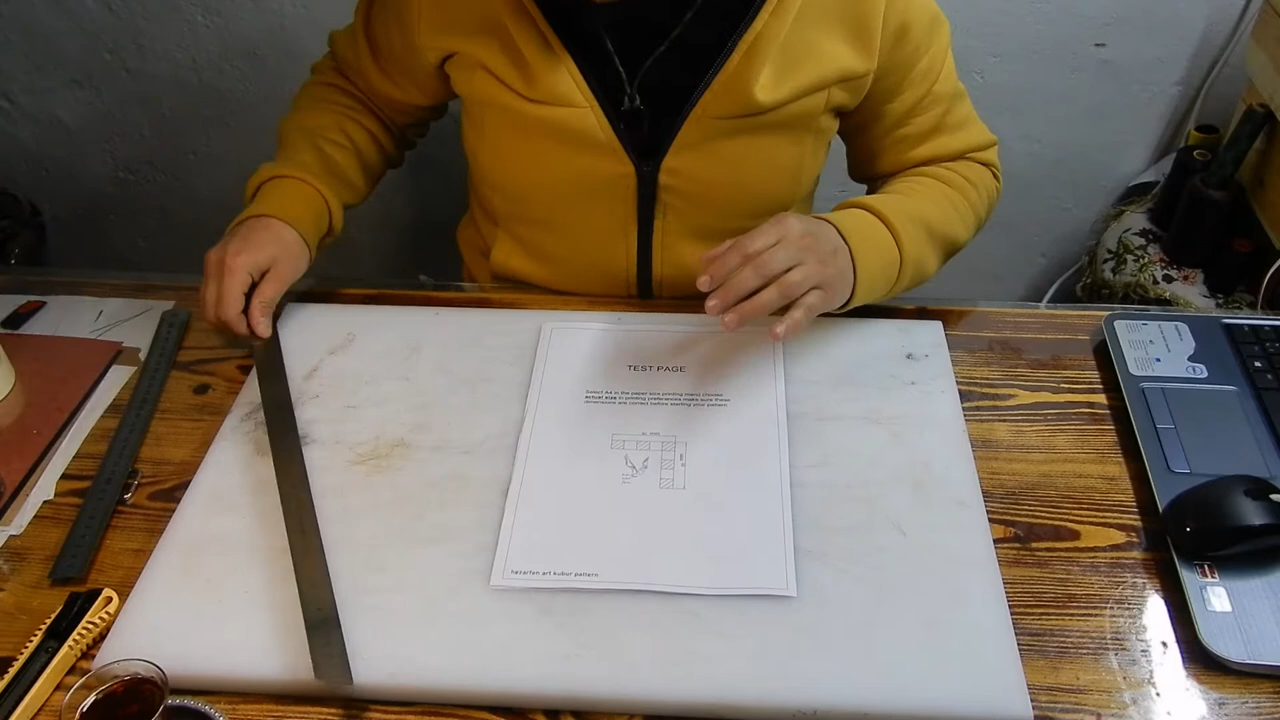 TEST PAGE
Select A4 in the paper size printing menu choose
actual size in printing preferences make sure these
dimensions are correct before starting your pattern.
hezarfen art kubur pattern